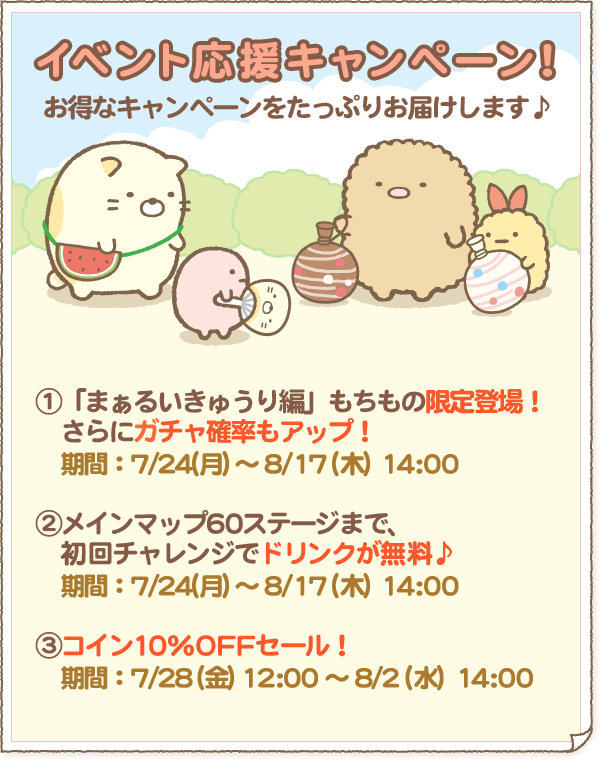 イベント応援キャンペーン!
お得なキャンペーンをたっぷりお届けします♪
①「まぁるいきゅうり編」もちもの限定登場！
さらにガチャ確率もアップ！
期間：7/24(月)～8/17(木) 14:00
②メインマップ60ステージまで、
初回チャレンジでドリンクが無料♪
期間：7/24(月)～8/17(木) 14:00
③コイン10%OFFセール！
期間：7/28(金) 12:00～8/2(水) 14:00